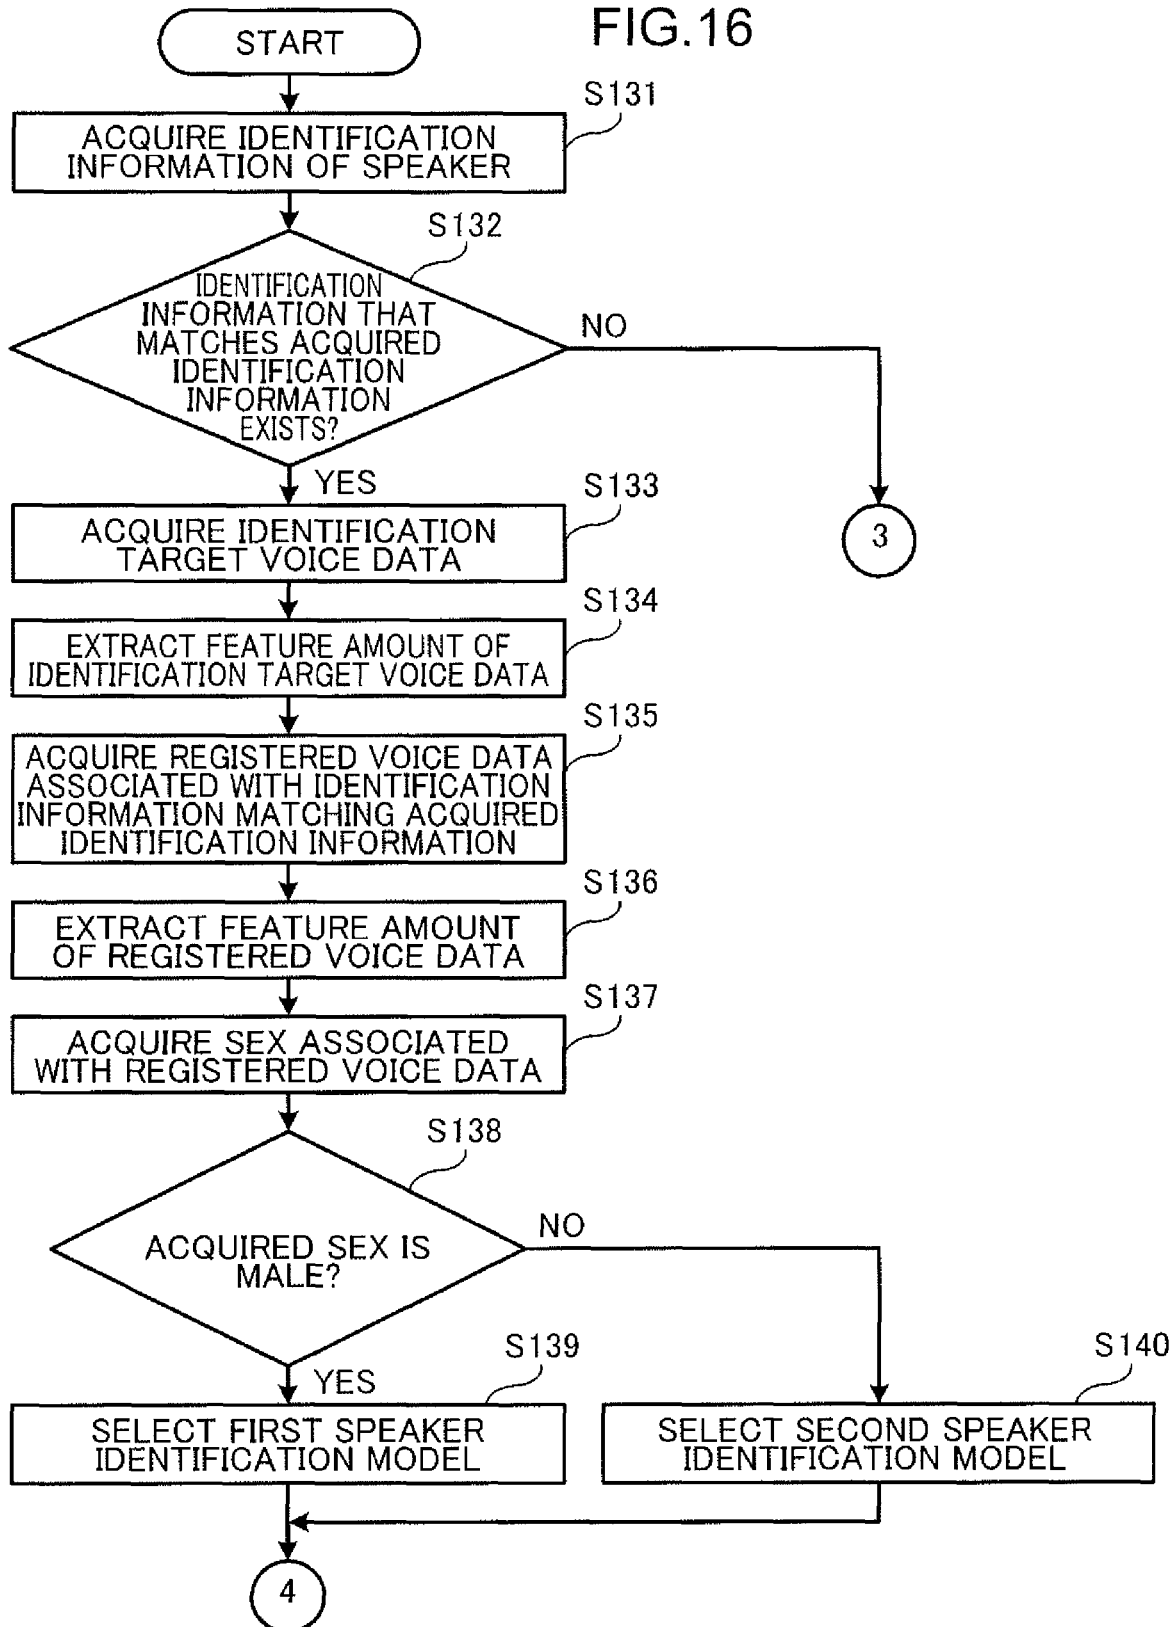 FIG.16
START
S131
ACQUIRE IDENTIFICATION
INFORMATION OF SPEAKER
S132
IDENTIFICATION
INFORMATION THAT
MATCHES ACQUIRED
IDENTIFICATION
INFORMATION
EXISTS?
NO
YES
3
S133
ACQUIRE IDENTIFICATION
TARGET VOICE DATA
S134
EXTRACT FEATURE AMOUNT OF
IDENTIFICATION TARGET VOICE DATA
S135
ACQUIRE REGISTERED VOICE DATA
ASSOCIATED WITH IDENTIFICATION
INFORMATION MATCHING ACQUIRED
IDENTIFICATION INFORMATION
S136
EXTRACT FEATURE AMOUNT
OF REGISTERED VOICE DATA
S137
ACQUIRE SEX ASSOCIATED
WITH REGISTERED VOICE DATA
S138
ACQUIRED SEX IS
MALE?
NO
YES
S139
SELECT FIRST SPEAKER
IDENTIFICATION MODEL
S140
SELECT SECOND SPEAKER
IDENTIFICATION MODEL
4